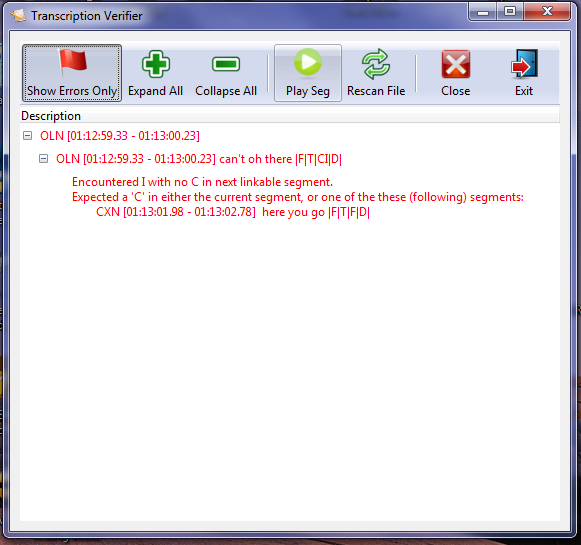 Transcription Verifier
Show Errors Only Expand All Collapse All Play Seg Rescan File Close Exit
Description
OLN [01:12:59.33 - 01:13:00.23]
OLN [01:12:59.33 - 01:13:00.23] can't oh there |F|T|CI|D|
Encountered I with no C in next linkable segment.
Expected a 'C' in either the current segment, or one of the these (following) segments:
CXN [01:13:01.98 - 01:13:02.78] here you go |F|T|F|D|